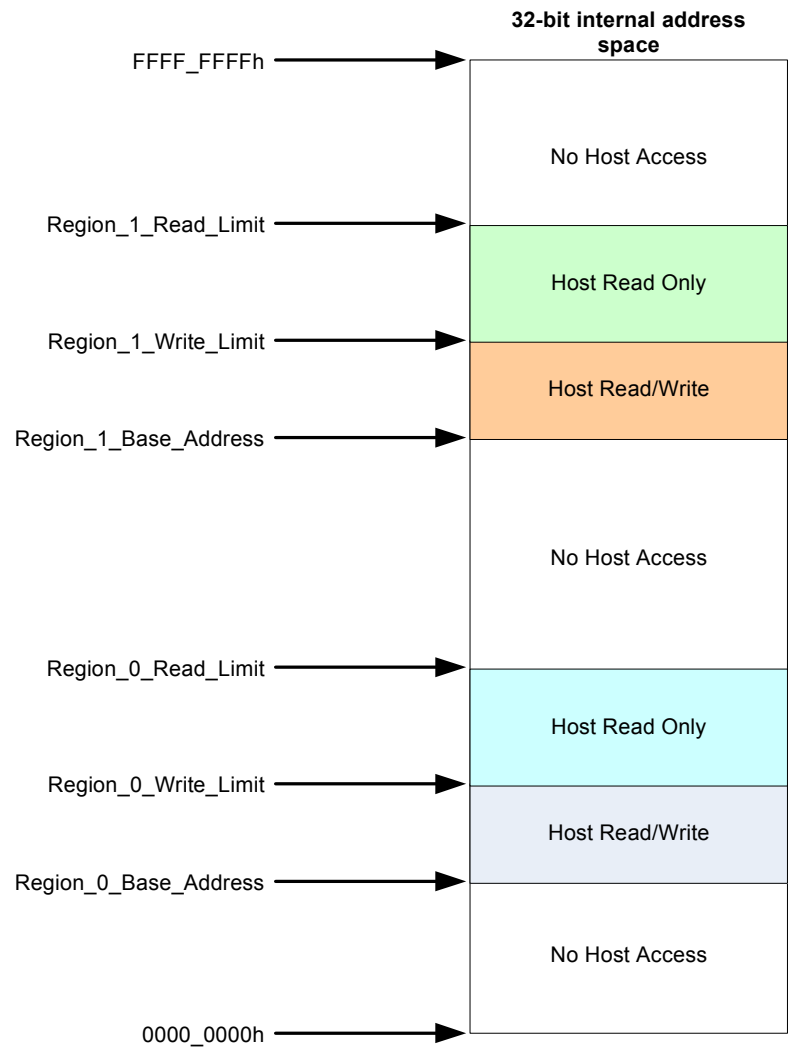 32-bit internal address
space
FFFF_FFFFh
No Host Access
Region_1_Read_Limit
Host Read Only
Region_1_Write_Limit
Host Read/Write
Region_1_Base_Address
No Host Access
Region_0_Read_Limit
Host Read Only
Region_0_Write_Limit
Host Read/Write
Region_0_Base_Address
No Host Access
0000_0000h